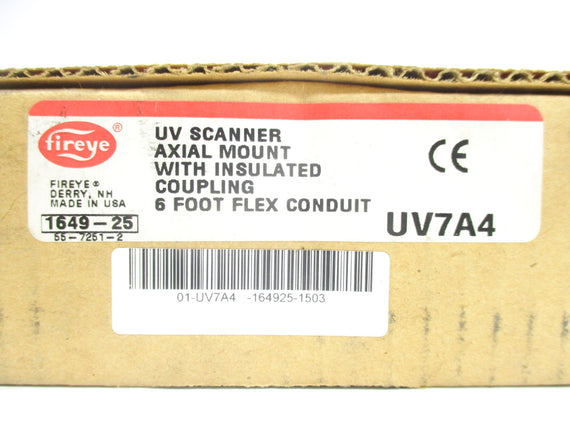 fireye®
UV SCANNER
AXIAL MOUNT
WITH INSULATED
COUPLING
6 FOOT FLEX CONDUIT
CE
FIREYE®
DERRY, NH
MADE IN USA
1649-25
55-7251-2
UV7A4
01-UV7A4 -164925-1503